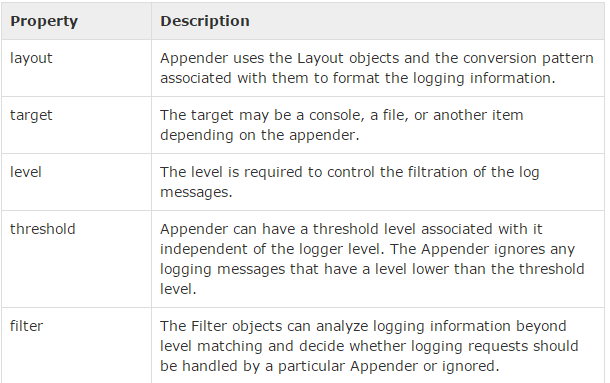 Property Description
layout Appender uses the Layout objects and the conversion pattern
associated with them to format the logging information.
target The target may be a console, a file, or another item
depending on the appender.
level The level is required to control the filtration of the log
messages.
threshold Appender can have a threshold level associated with it
independent of the logger level. The Appender ignores any
logging messages that have a level lower than the threshold
level.
filter The Filter objects can analyze logging information beyond
level matching and decide whether logging requests should
be handled by a particular Appender or ignored.